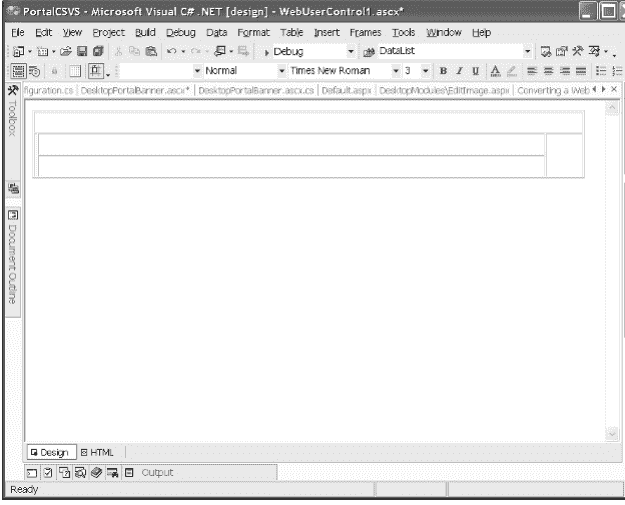 PortalCSVS - Microsoft Visual C# .NET [design] - WebUserControl1.ascx*
File Edit View Project Build Debug Data Format Table Insert Frames Tools Window Help
Debug DataList
Normal Times New Roman 3 B I U A
figuration.cs DesktopPortalBanner.ascx* DesktopPortalBanner.ascx.cs Default.aspx DesktopModules\EditImage.aspx Converting a Web
Toolbox
Document Outline
Design HTML
Output
Ready